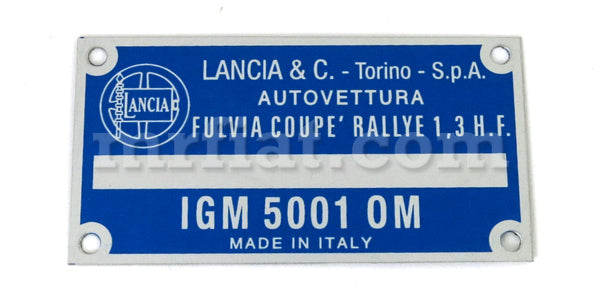 LANCIA & C. - Torino - S.p.A.
LANCIA
AUTOVETTURA
FULVIA COUPE' RALLYE 1,3 H.F.
mrfiat.com
IGM 5001 OM
MADE IN ITALY